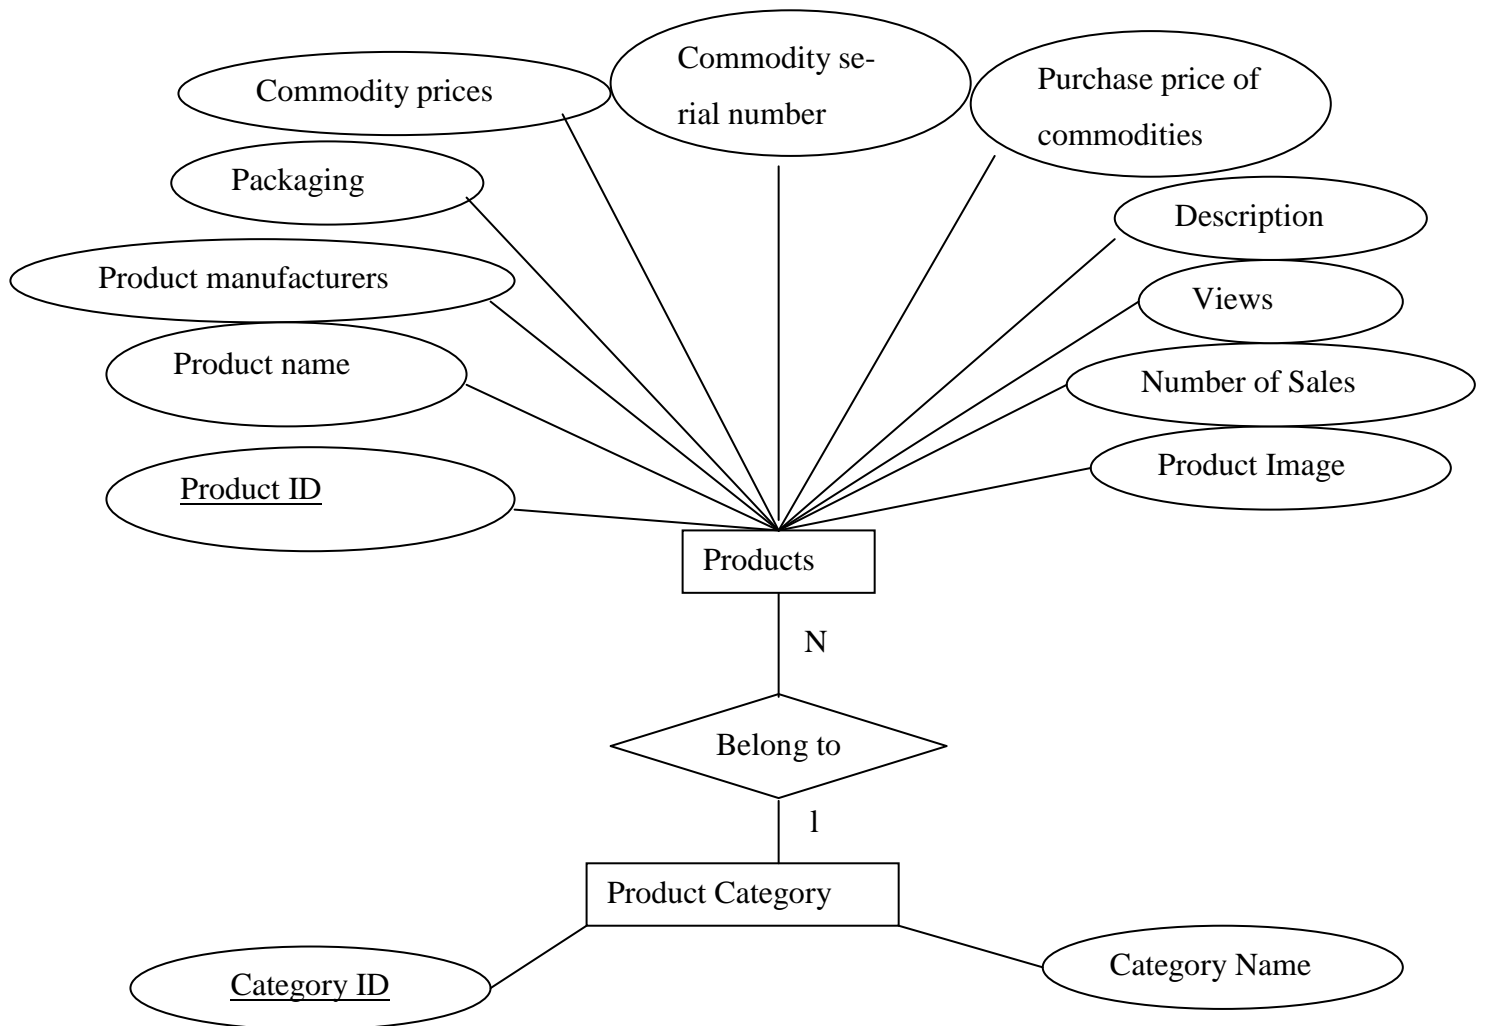 Commodity se-
rial number
Commodity prices
Purchase price of
commodities
Packaging
Description
Product manufacturers
Views
Product name
Number of Sales
Product Image
Product ID
Products
N
Belong to
1
Product Category
Category ID
Category Name